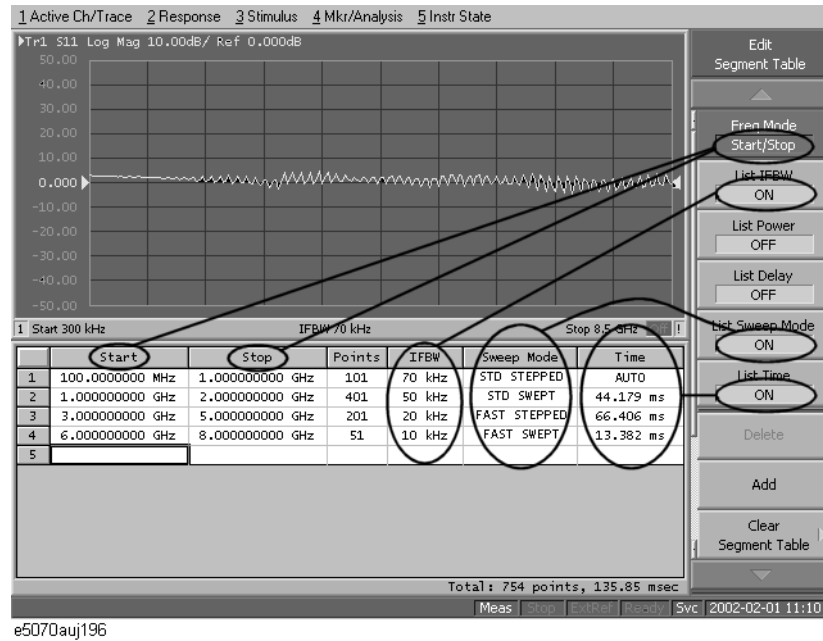 1 Active Ch/Trace 2 Response 3 Stimulus 4 Mkr/Analysis 5 Instr State
Tr1 S11 Log Mag 10.00dB/ Ref 0.000dB
50.00
40.00
30.00
20.00
10.00
0.000
-10.00
-20.00
-30.00
-40.00
-50.00
1 Start 300 kHz IFBW 70 kHz Stop 8.5 GHz Off !
Start Stop Points IFBW Sweep Mode Time
1 100.0000000 MHz 1.000000000 GHz 101 70 kHz STD STEPPED AUTO
2 1.000000000 GHz 2.000000000 GHz 401 50 kHz STD SWEPT 44.179 ms
3 3.000000000 GHz 5.000000000 GHz 201 20 kHz FAST STEPPED 66.406 ms
4 6.000000000 GHz 8.000000000 GHz 51 10 kHz FAST SWEPT 13.382 ms
5
Total: 754 points, 135.85 msec
Edit
Segment Table
Freq Mode
Start/Stop
List IFBW
ON
List Power
OFF
List Delay
OFF
List Sweep Mode
ON
List Time
ON
Delete
Add
Clear
Segment Table
Meas Stop ExtRef Ready Svc 2002-02-01 11:10
e5070auj196